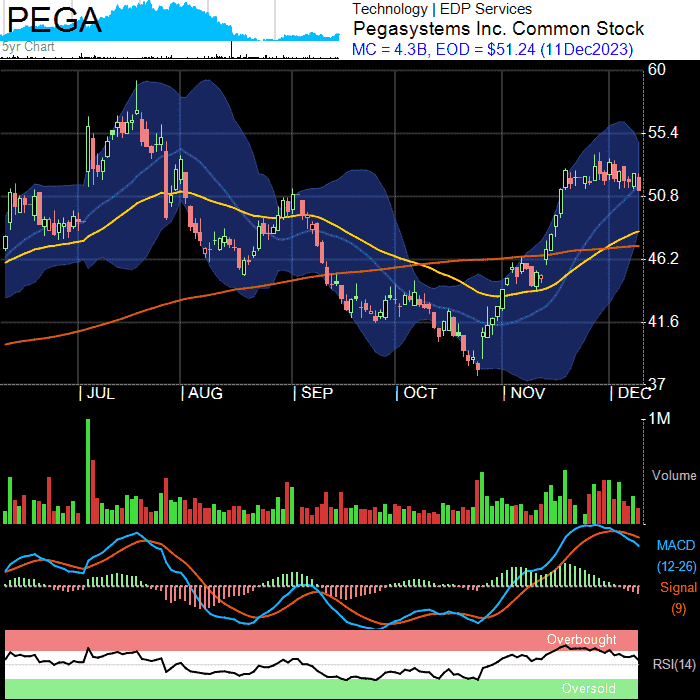 PEGA
5yr Chart
Technology | EDP Services
Pegasystems Inc. Common Stock
MC = 4.3B, EOD = $51.24 (11Dec2023)
60
55.4
50.8
46.2
41.6
37
| JUL | AUG | SEP | OCT | NOV | DEC
1M
Volume
MACD
(12-26)
Signal
(9)
Overbought
RSI(14)
Oversold